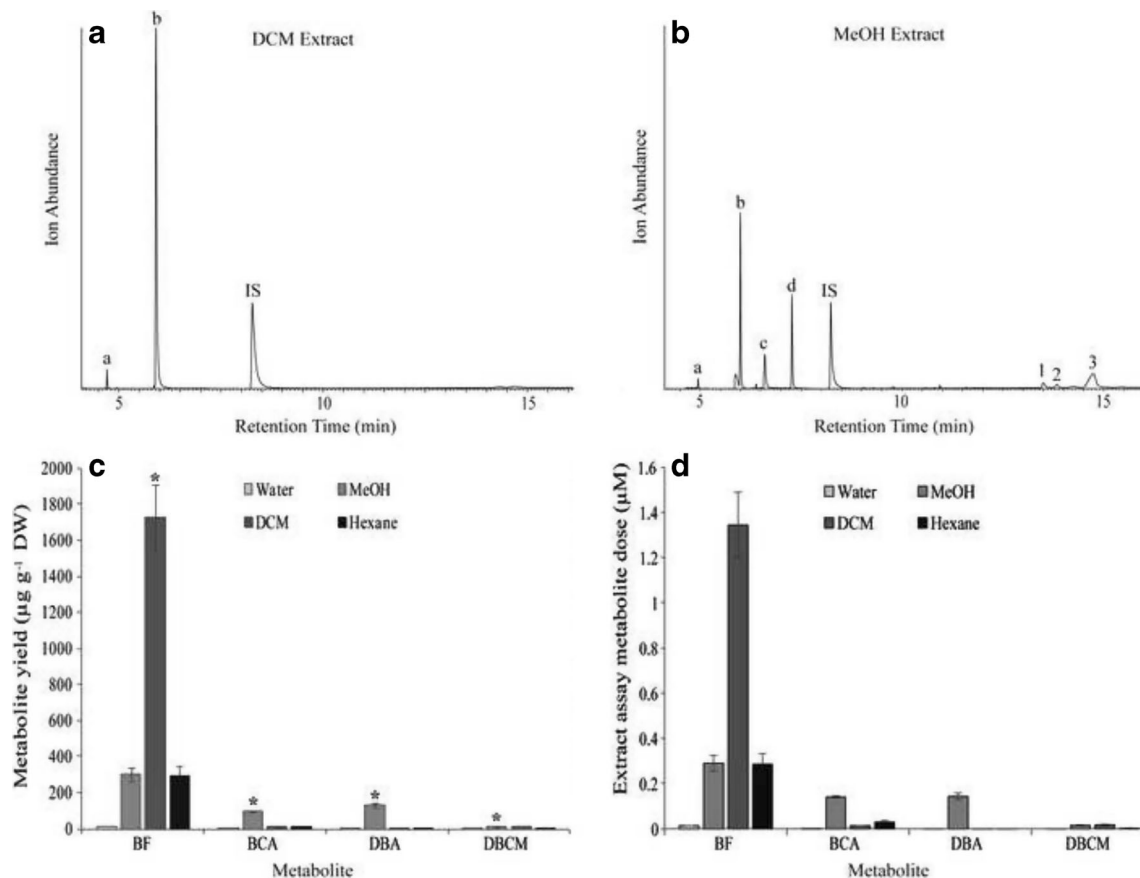 a
DCM Extract
b
a
IS
Ion Abundance
5
10
15
Retention Time (min)
b
MeOH Extract
b
d
IS
c
a
1
2
3
Ion Abundance
5
10
15
Retention Time (min)
c
2000
1800
1600
1400
1200
1000
800
600
400
200
0
Metabolite yield (µg g-1 DW)
Water
MeOH
DCM
Hexane
*
*
*
*
BF
BCA
DBA
DBCM
Metabolite
d
1.6
1.4
1.2
1
0.8
0.6
0.4
0.2
0
Extract assay metabolite dose (µM)
Water
MeOH
DCM
Hexane
BF
BCA
DBA
DBCM
Metabolite